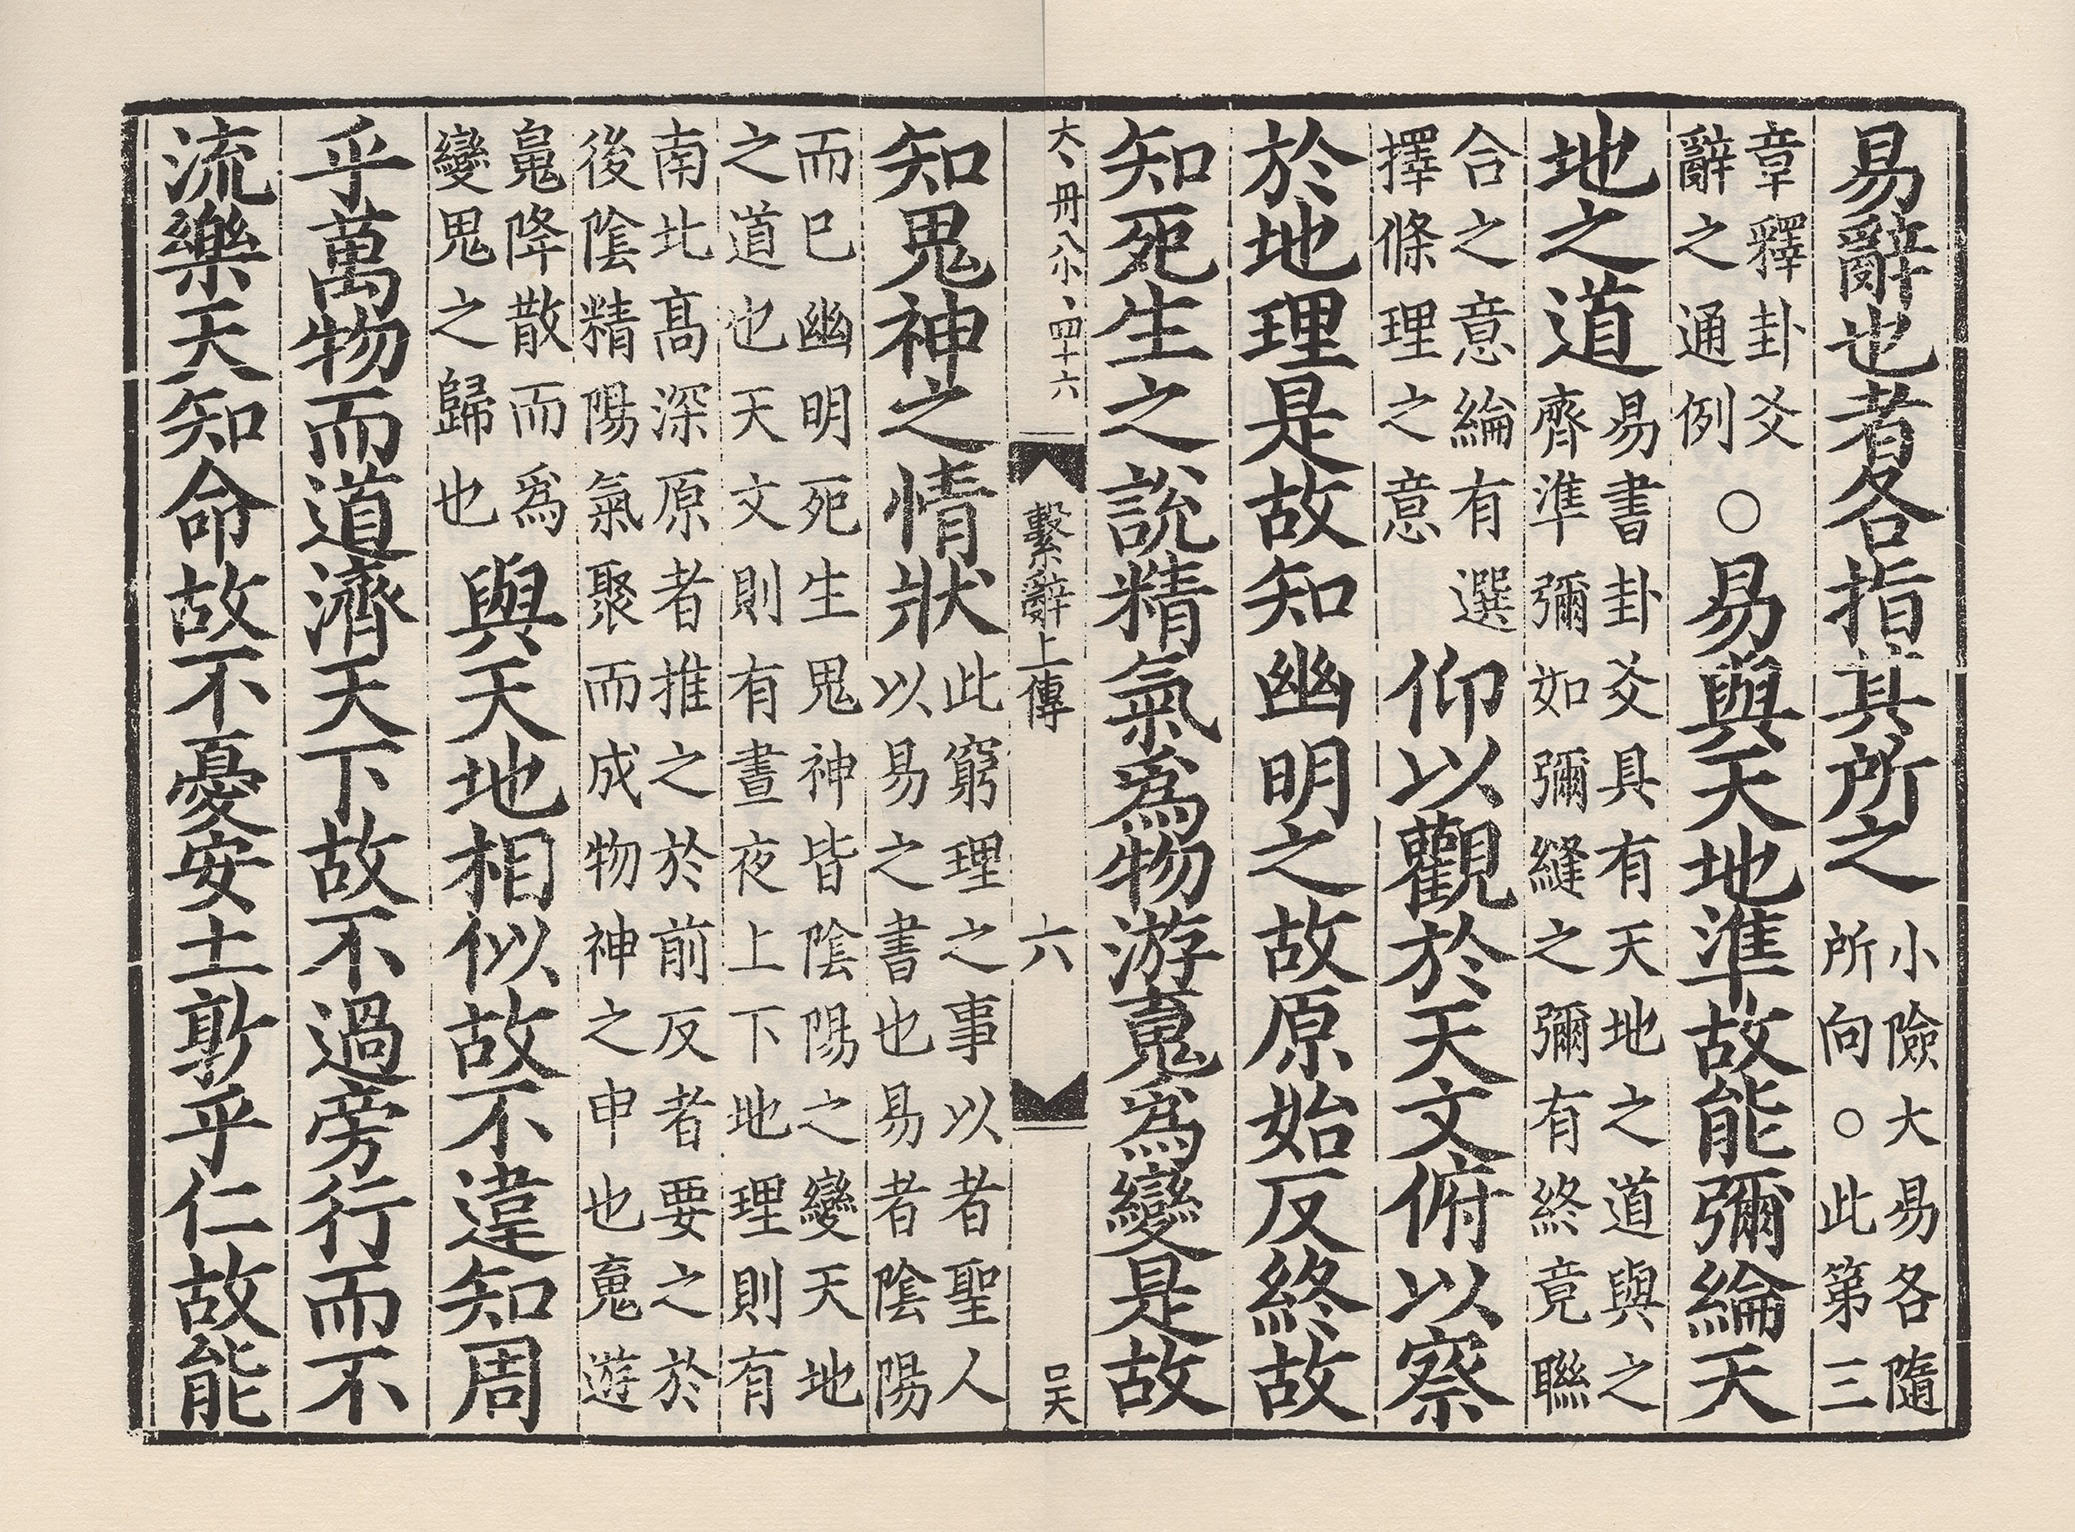 易辭也者各指其所之小險大易各隨所向○此第三
章釋卦爻辭之通例○易與天地準故能彌綸天
地之道易書卦爻具有天地之道與之齊準彌如彌縫之彌有終竟聯
合之意綸有選擇條理之意仰以觀於天文俯以察
於地理是故知幽明之故原始反終故
知死生之說精氣為物游䰟為變是故
大丶冊八小丶四十六 繫辭上傳 六 吴
知鬼神之情狀此窮理之事以者聖人以易之書也易者陰陽
而已幽明死生鬼神皆陰陽之變天地之道也天文則有晝夜上下地理則有
南北髙深原者推之於前反者要之於後陰精陽氣聚而成物神之申也䰟遊
䰟降散而為變鬼之歸也與天地相似故不違知周
乎萬物而道濟天下故不過旁行而不
流樂天知命故不憂安土敦乎仁故能